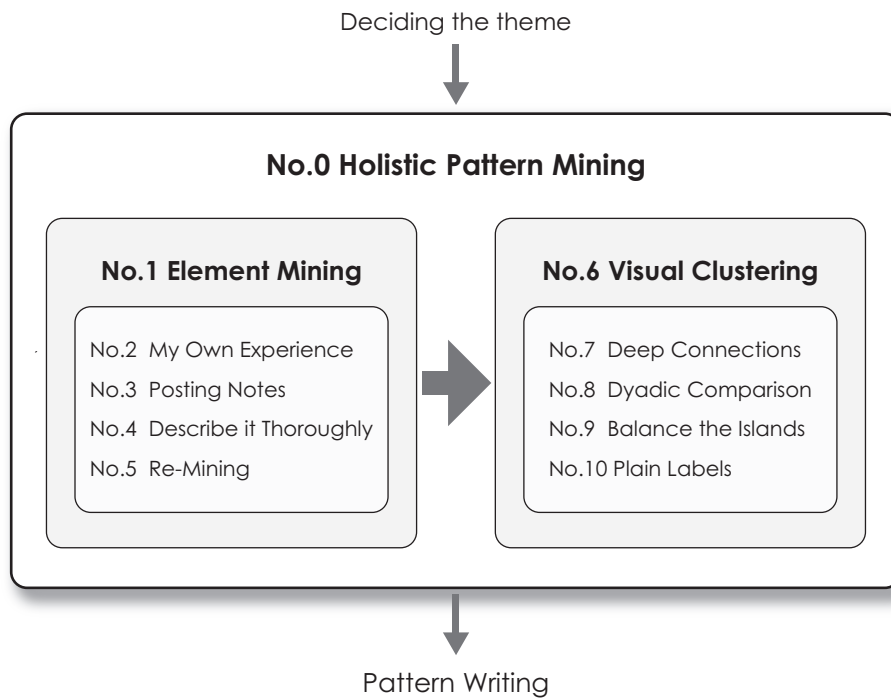 Deciding the theme
No.0 Holistic Pattern Mining
No.1 Element Mining
No.2 My Own Experience
No.3 Posting Notes
No.4 Describe it Thoroughly
No.5 Re-Mining
No.6 Visual Clustering
No.7 Deep Connections
No.8 Dyadic Comparison
No.9 Balance the Islands
No.10 Plain Labels
Pattern Writing